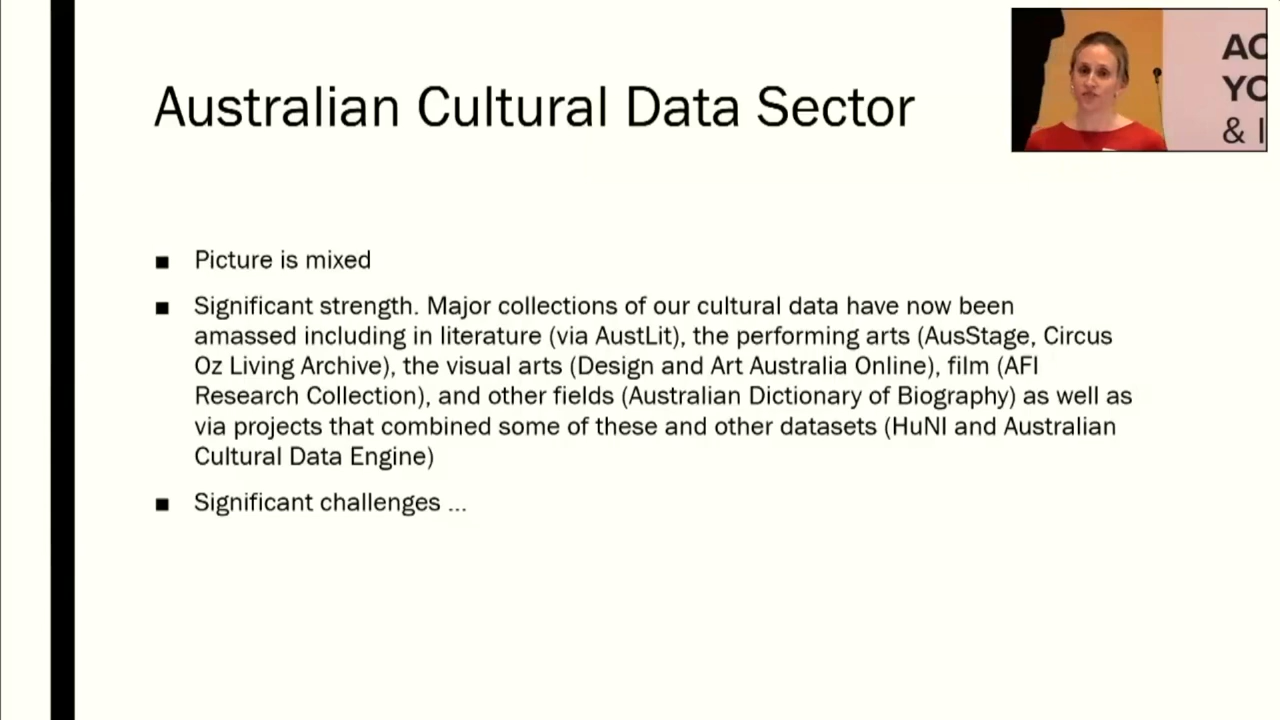 Australian Cultural Data Sector
AC
YC
& I
■ Picture is mixed
■ Significant strength. Major collections of our cultural data have now been
amassed including in literature (via AustLit), the performing arts (AusStage, Circus
Oz Living Archive), the visual arts (Design and Art Australia Online), film (AFI
Research Collection), and other fields (Australian Dictionary of Biography) as well as
via projects that combined some of these and other datasets (HuNI and Australian
Cultural Data Engine)
■ Significant challenges ...